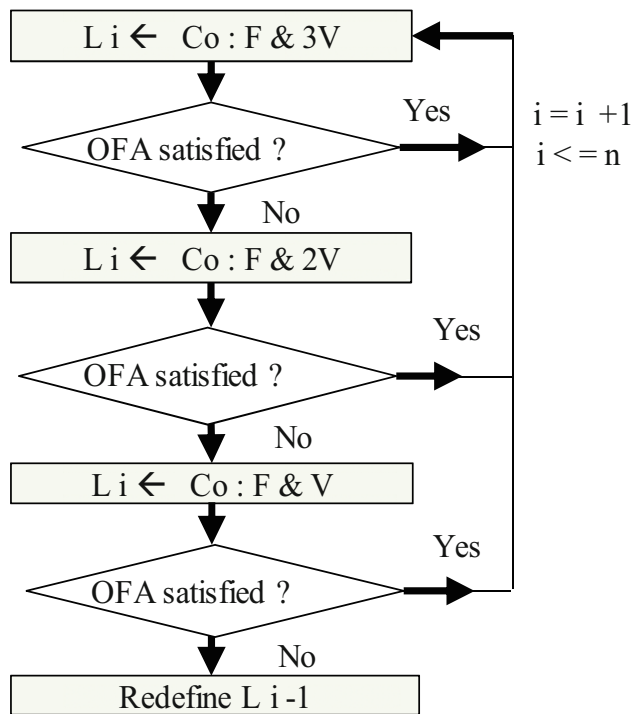 L i ← Co : F & 3V
Yes
i = i +1
i < = n
OFA satisfied ?
No
L i ← Co : F & 2V
Yes
OFA satisfied ?
No
L i ← Co : F & V
Yes
OFA satisfied ?
No
Redefine L i -1